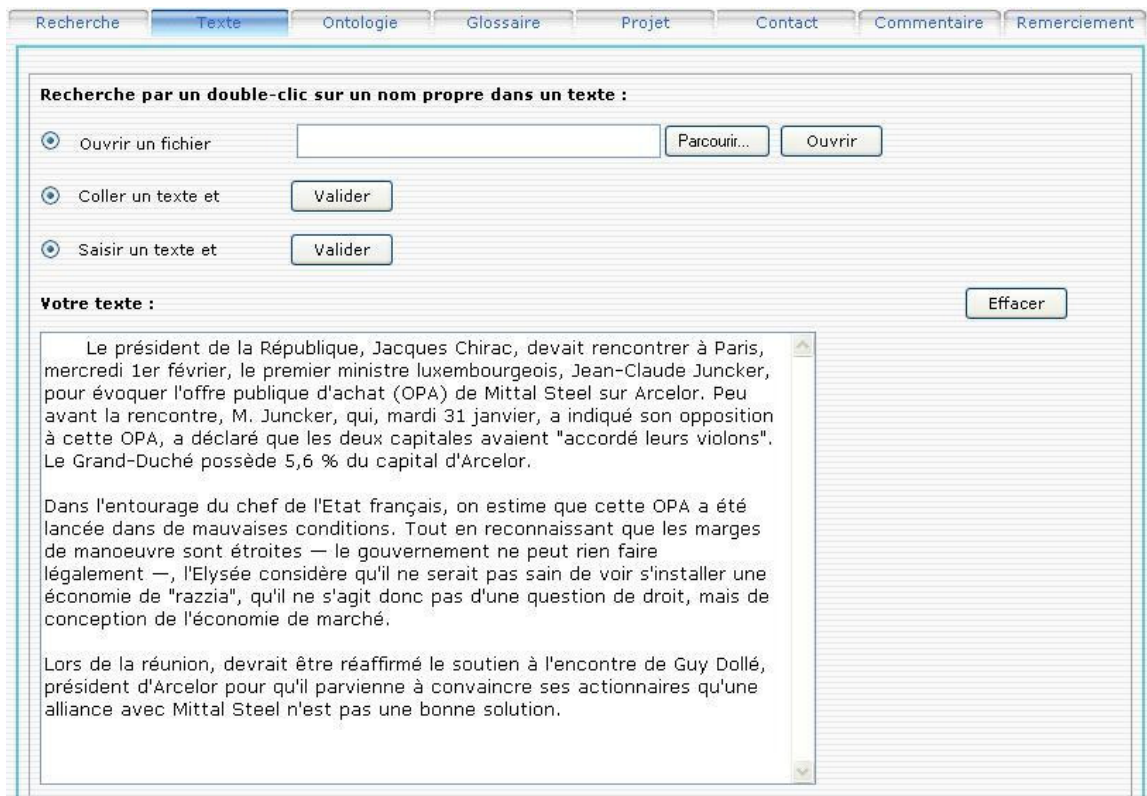 Recherche Texte Ontologie Glossaire Projet Contact Commentaire Remerciement
Recherche par un double-clic sur un nom propre dans un texte :
Ouvrir un fichier Parcourir... Ouvrir
Coller un texte et Valider
Saisir un texte et Valider
Votre texte : Effacer
Le président de la République, Jacques Chirac, devait rencontrer à Paris,
mercredi 1er février, le premier ministre luxembourgeois, Jean-Claude Juncker,
pour évoquer l'offre publique d'achat (OPA) de Mittal Steel sur Arcelor. Peu
avant la rencontre, M. Juncker, qui, mardi 31 janvier, a indiqué son opposition
à cette OPA, a déclaré que les deux capitales avaient "accordé leurs violons".
Le Grand-Duché possède 5,6 % du capital d'Arcelor.
Dans l'entourage du chef de l'Etat français, on estime que cette OPA a été
lancée dans de mauvaises conditions. Tout en reconnaissant que les marges
de manoeuvre sont étroites — le gouvernement ne peut rien faire
légalement —, l'Elysée considère qu'il ne serait pas sain de voir s'installer une
économie de "razzia", qu'il ne s'agit donc pas d'une question de droit, mais de
conception de l'économie de marché.
Lors de la réunion, devrait être réaffirmé le soutien à l'encontre de Guy Dollé,
président d'Arcelor pour qu'il parvienne à convaincre ses actionnaires qu'une
alliance avec Mittal Steel n'est pas une bonne solution.